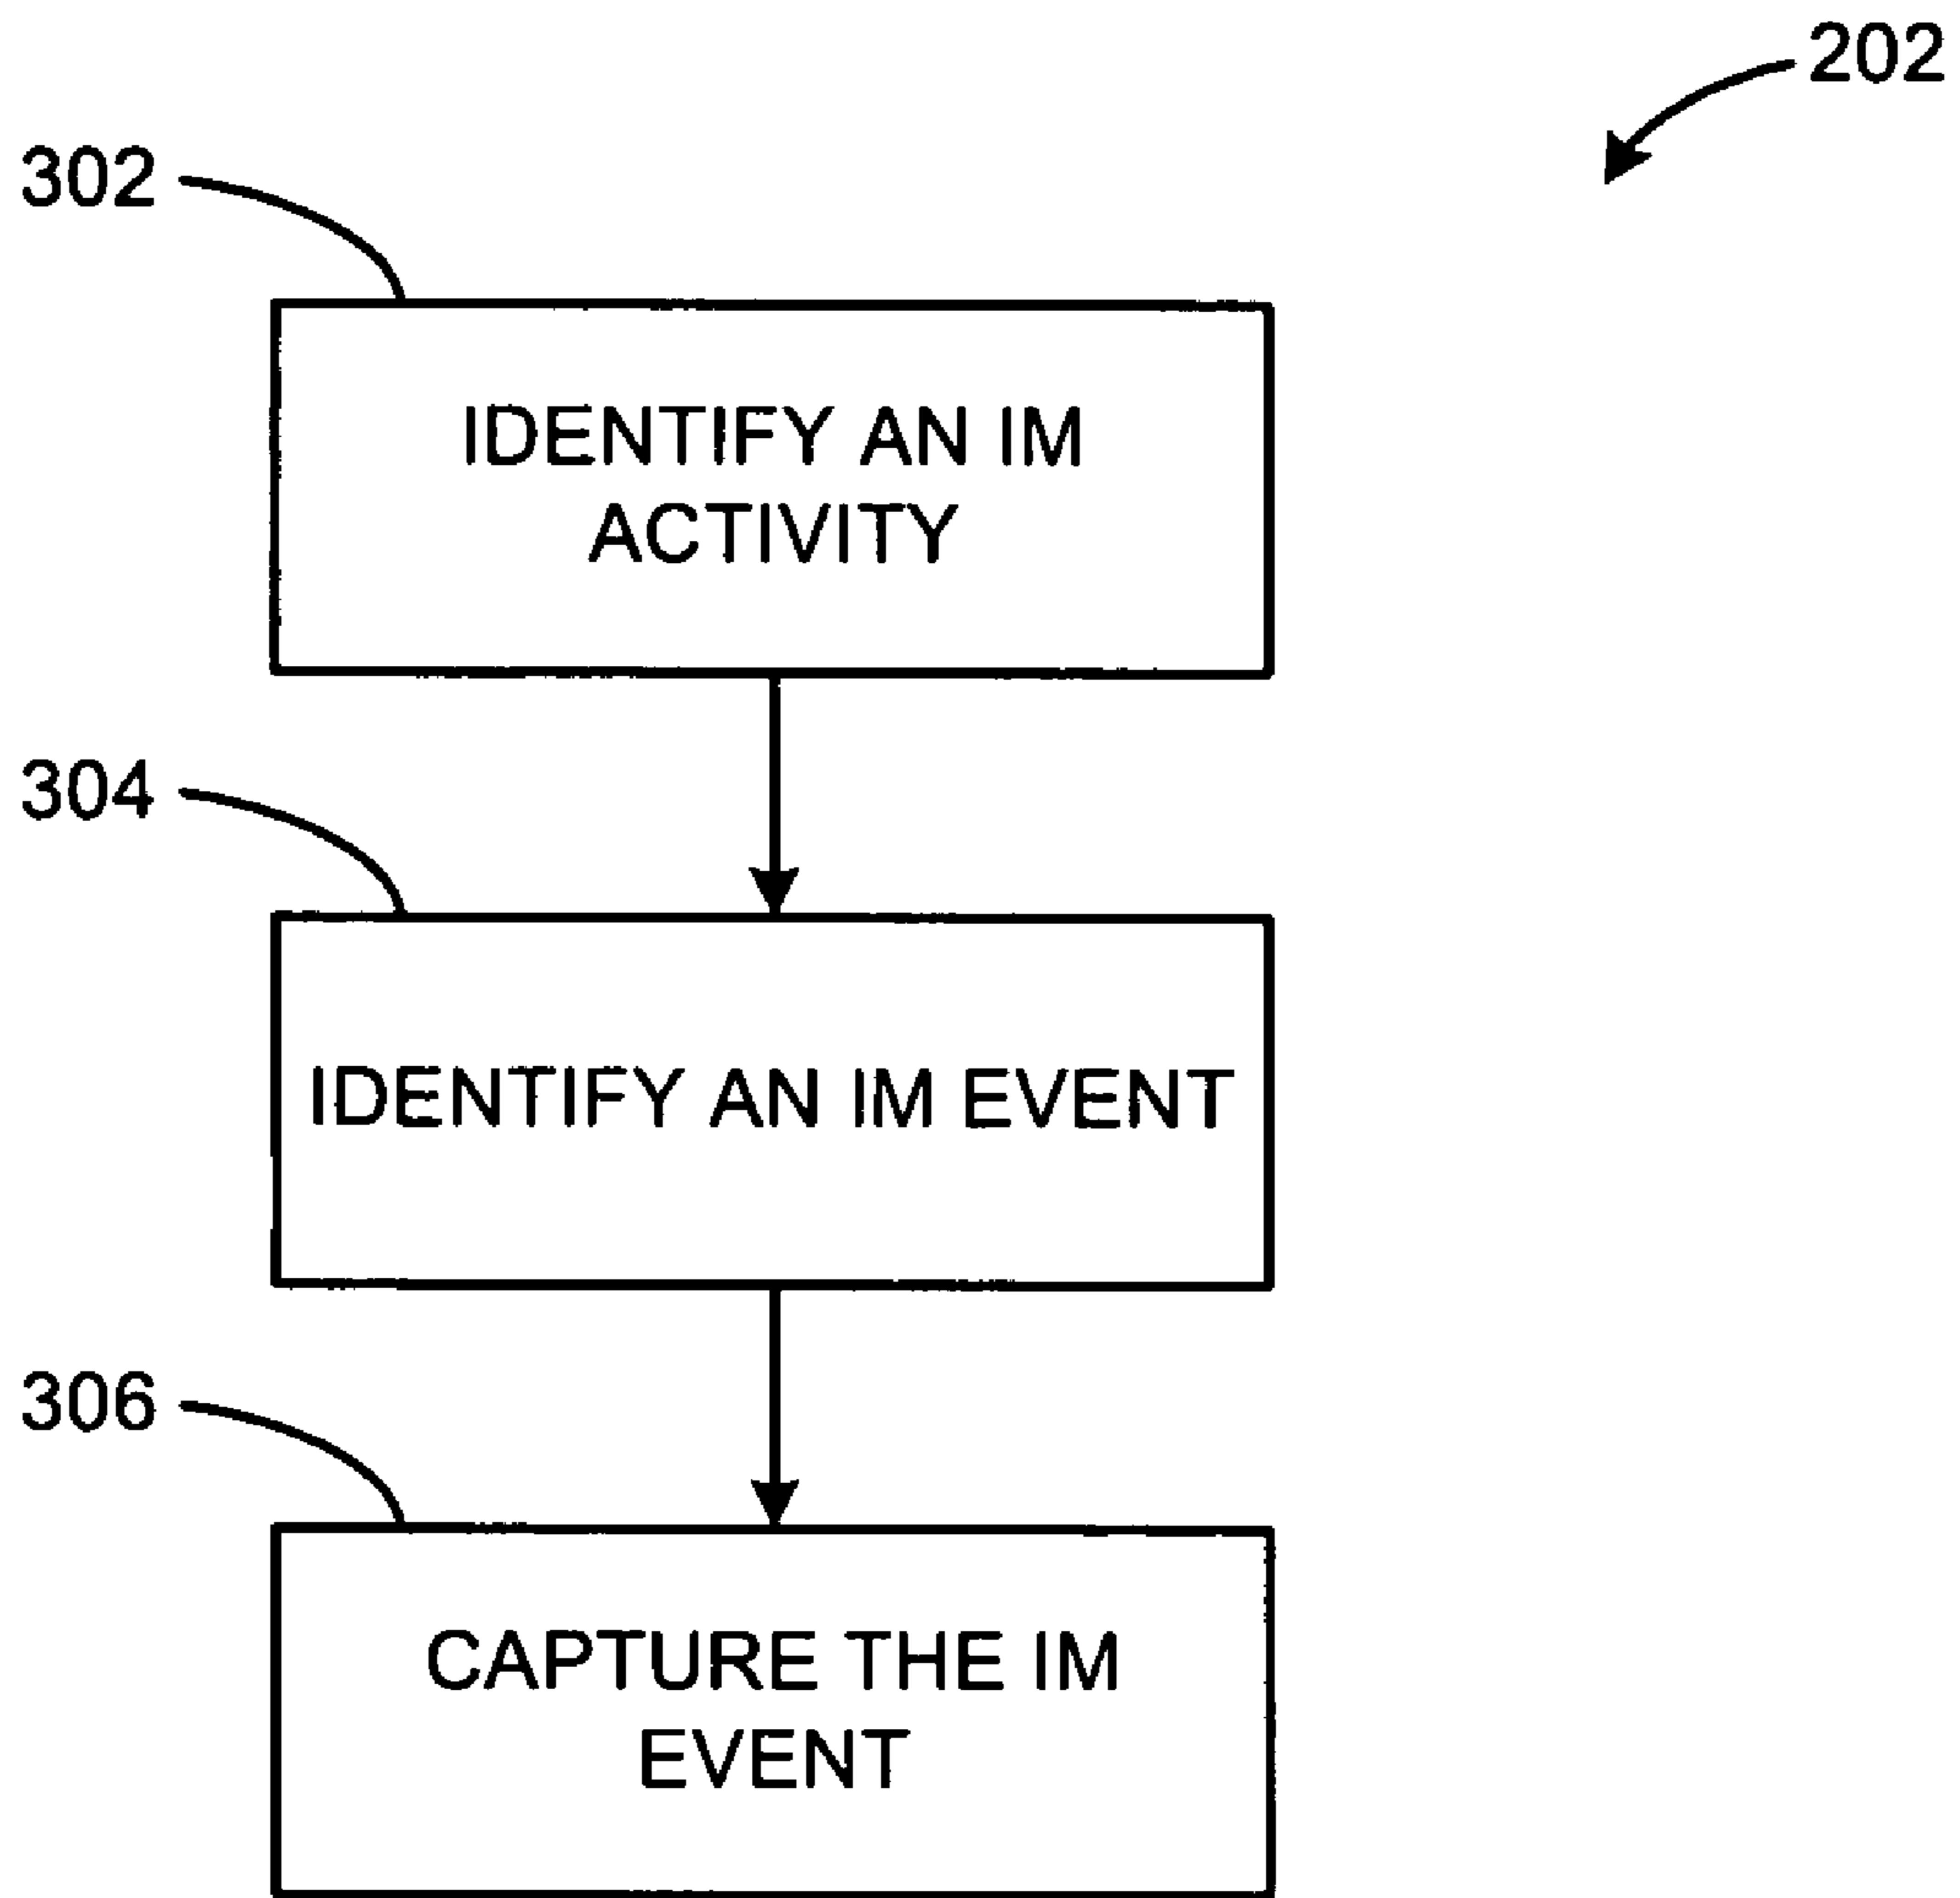 202
302
IDENTIFY AN IM
ACTIVITY
304
IDENTIFY AN IM EVENT
306
CAPTURE THE IM
EVENT